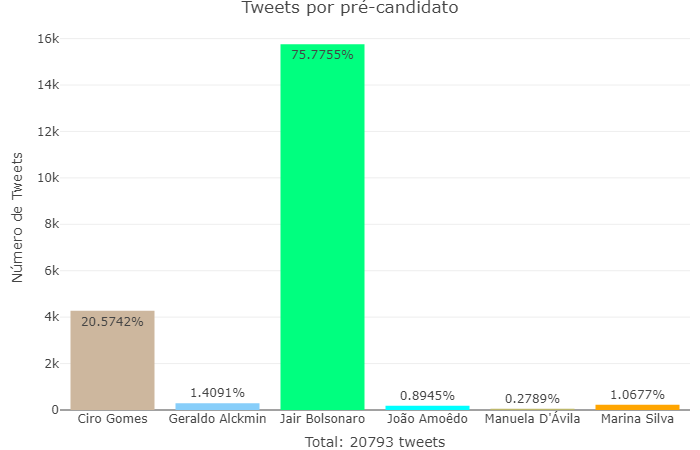 Tweets por pré-candidato
Número de Tweets
16k
14k
12k
10k
8k
6k
4k
2k
0
75.7755%
20.5742%
1.4091%
0.8945%
0.2789%
1.0677%
Ciro Gomes
Geraldo Alckmin
Jair Bolsonaro
João Amoêdo
Manuela D'Ávila
Marina Silva
Total: 20793 tweets